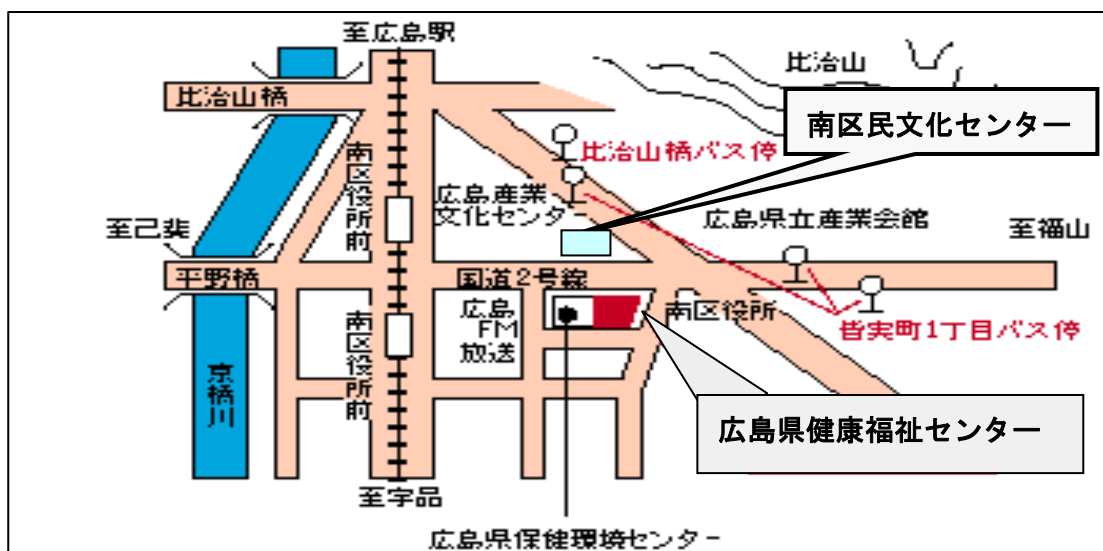 至広島駅
比治山
比治山橋
南区民文化センター
比治山橋バス停
南区役所前
広島産業
文化センタ
広島県立産業会館
至己斐
至福山
平野橋
国道2号線
広島
FM
放送
南区役所
皆実町1丁目バス停
南区役所前
京橋川
広島県健康福祉センター
至宇品
広島県保健環境センター